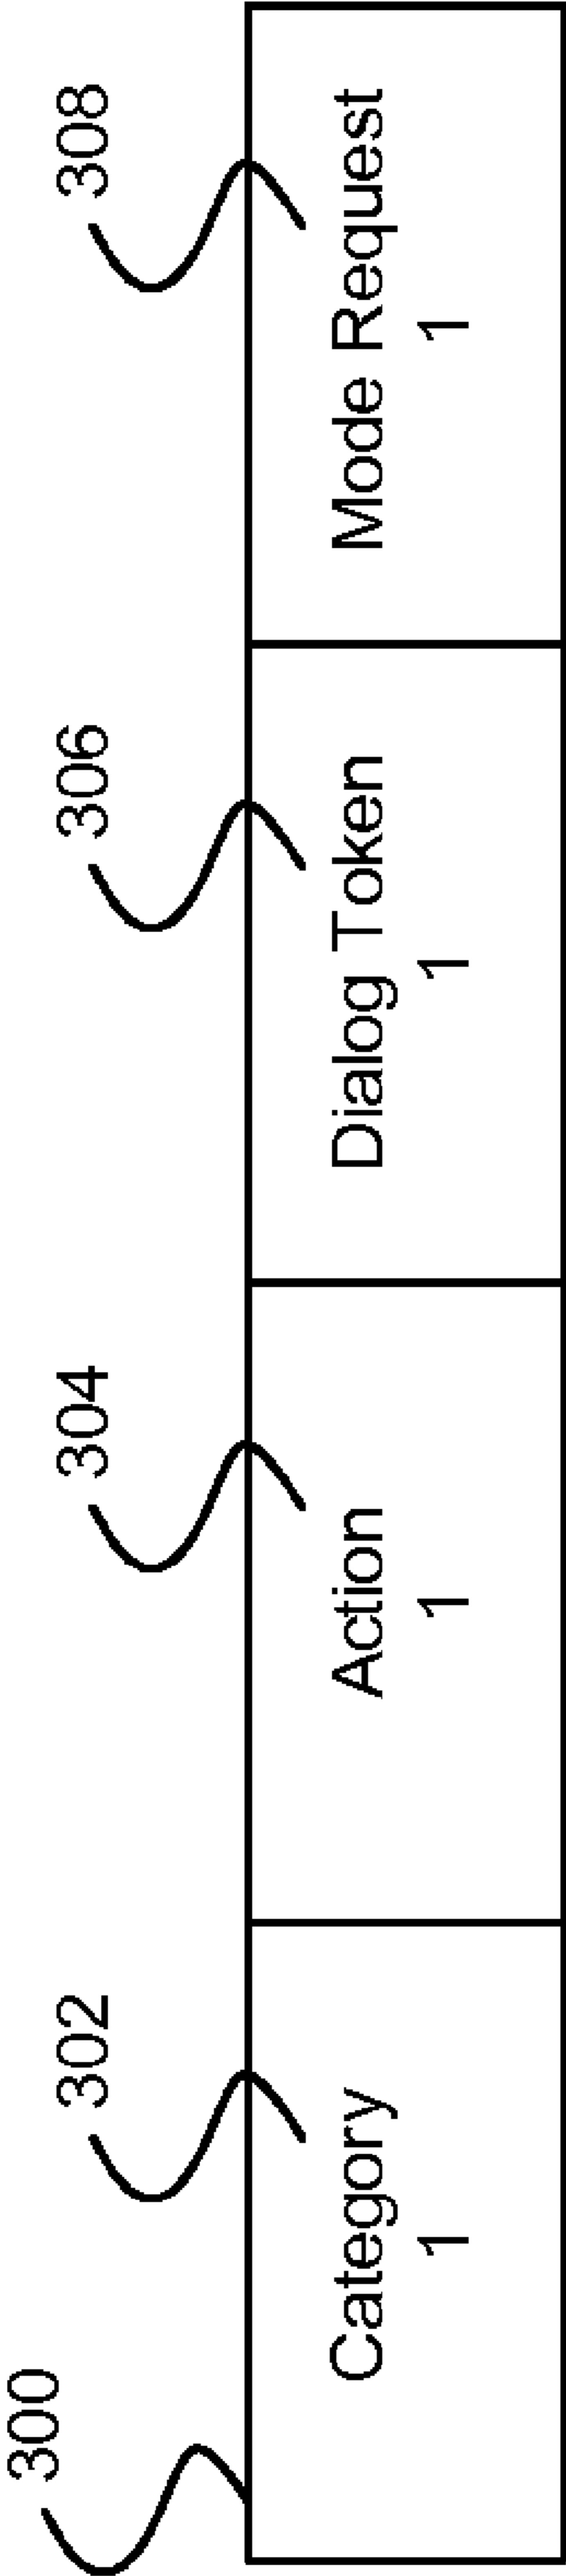 300
302
304
306
308
Category
1
Action
1
Dialog Token
1
Mode Request
1